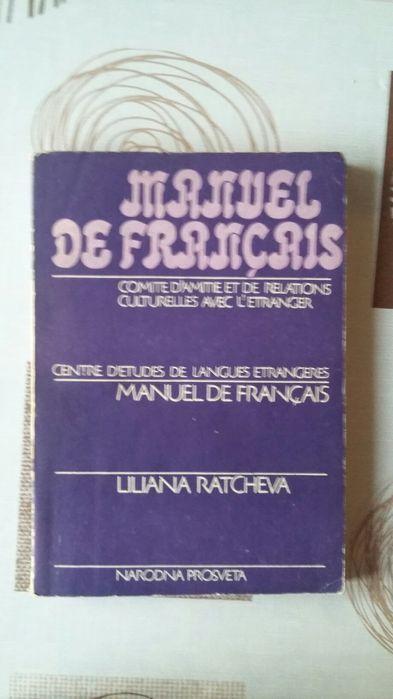 MANUEL
DE FRANÇAIS
COMITE D'AMITIE ET DE RELATIONS
CULTURELLES AVEC L'ETRANGER
CENTRE D'ETUDES DE LANGUES ETRANGERES
MANUEL DE FRANÇAIS
LILIANA RATCHEVA
NARODNA PROSVETA